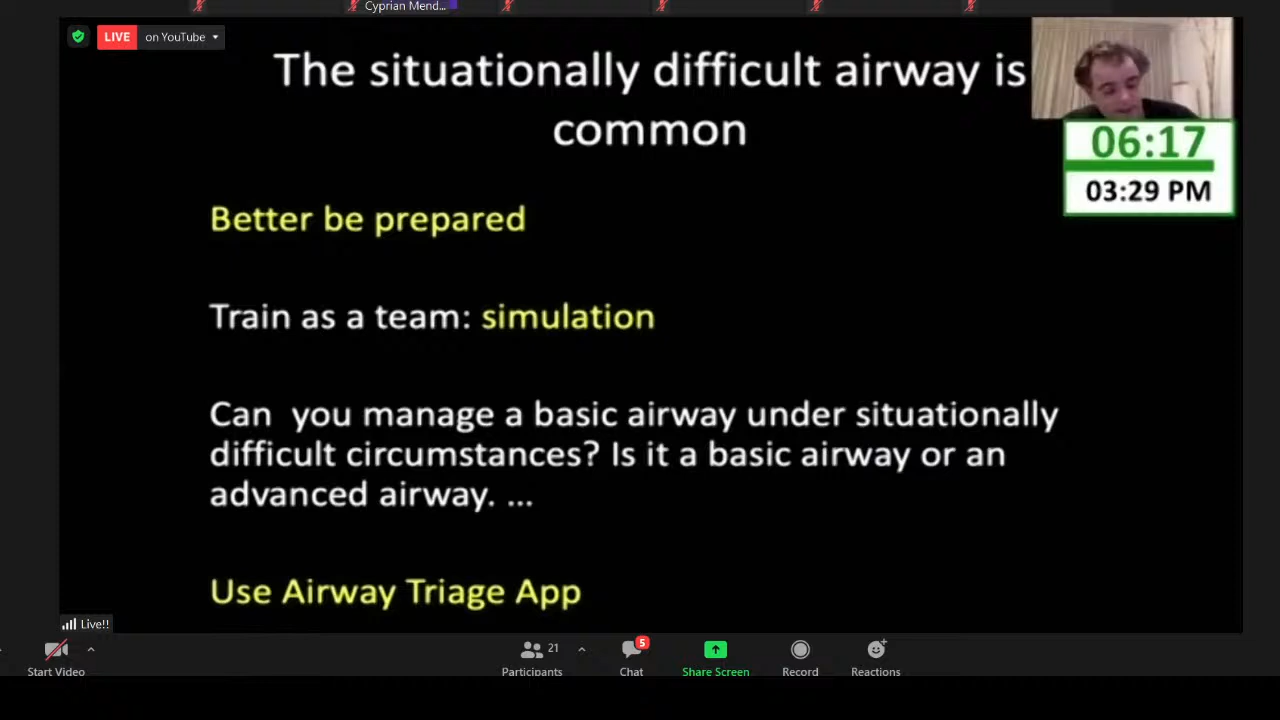 Cyprian Mend...
LIVE on YouTube
The situationally difficult airway is
common
06:17
03:29 PM
Better be prepared
Train as a team: simulation
Can  you manage a basic airway under situationally
difficult circumstances? Is it a basic airway or an
advanced airway. ...
Use Airway Triage App
Live!!
21
5
Start Video
Participants
Chat
Share Screen
Record
Reactions